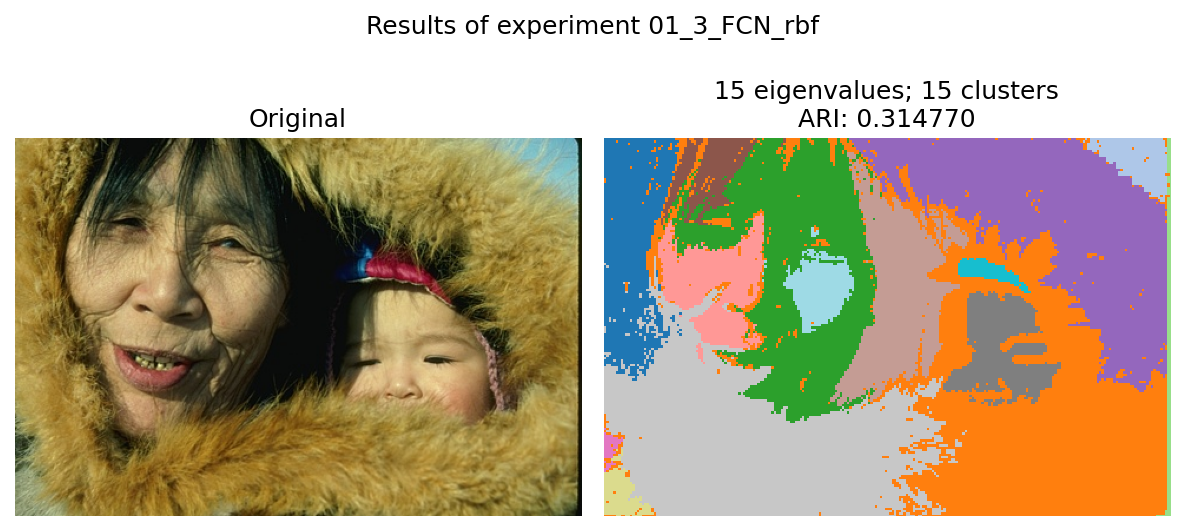 Results of experiment 01_3_FCN_rbf
Original
15 eigenvalues; 15 clusters
ARI: 0.314770